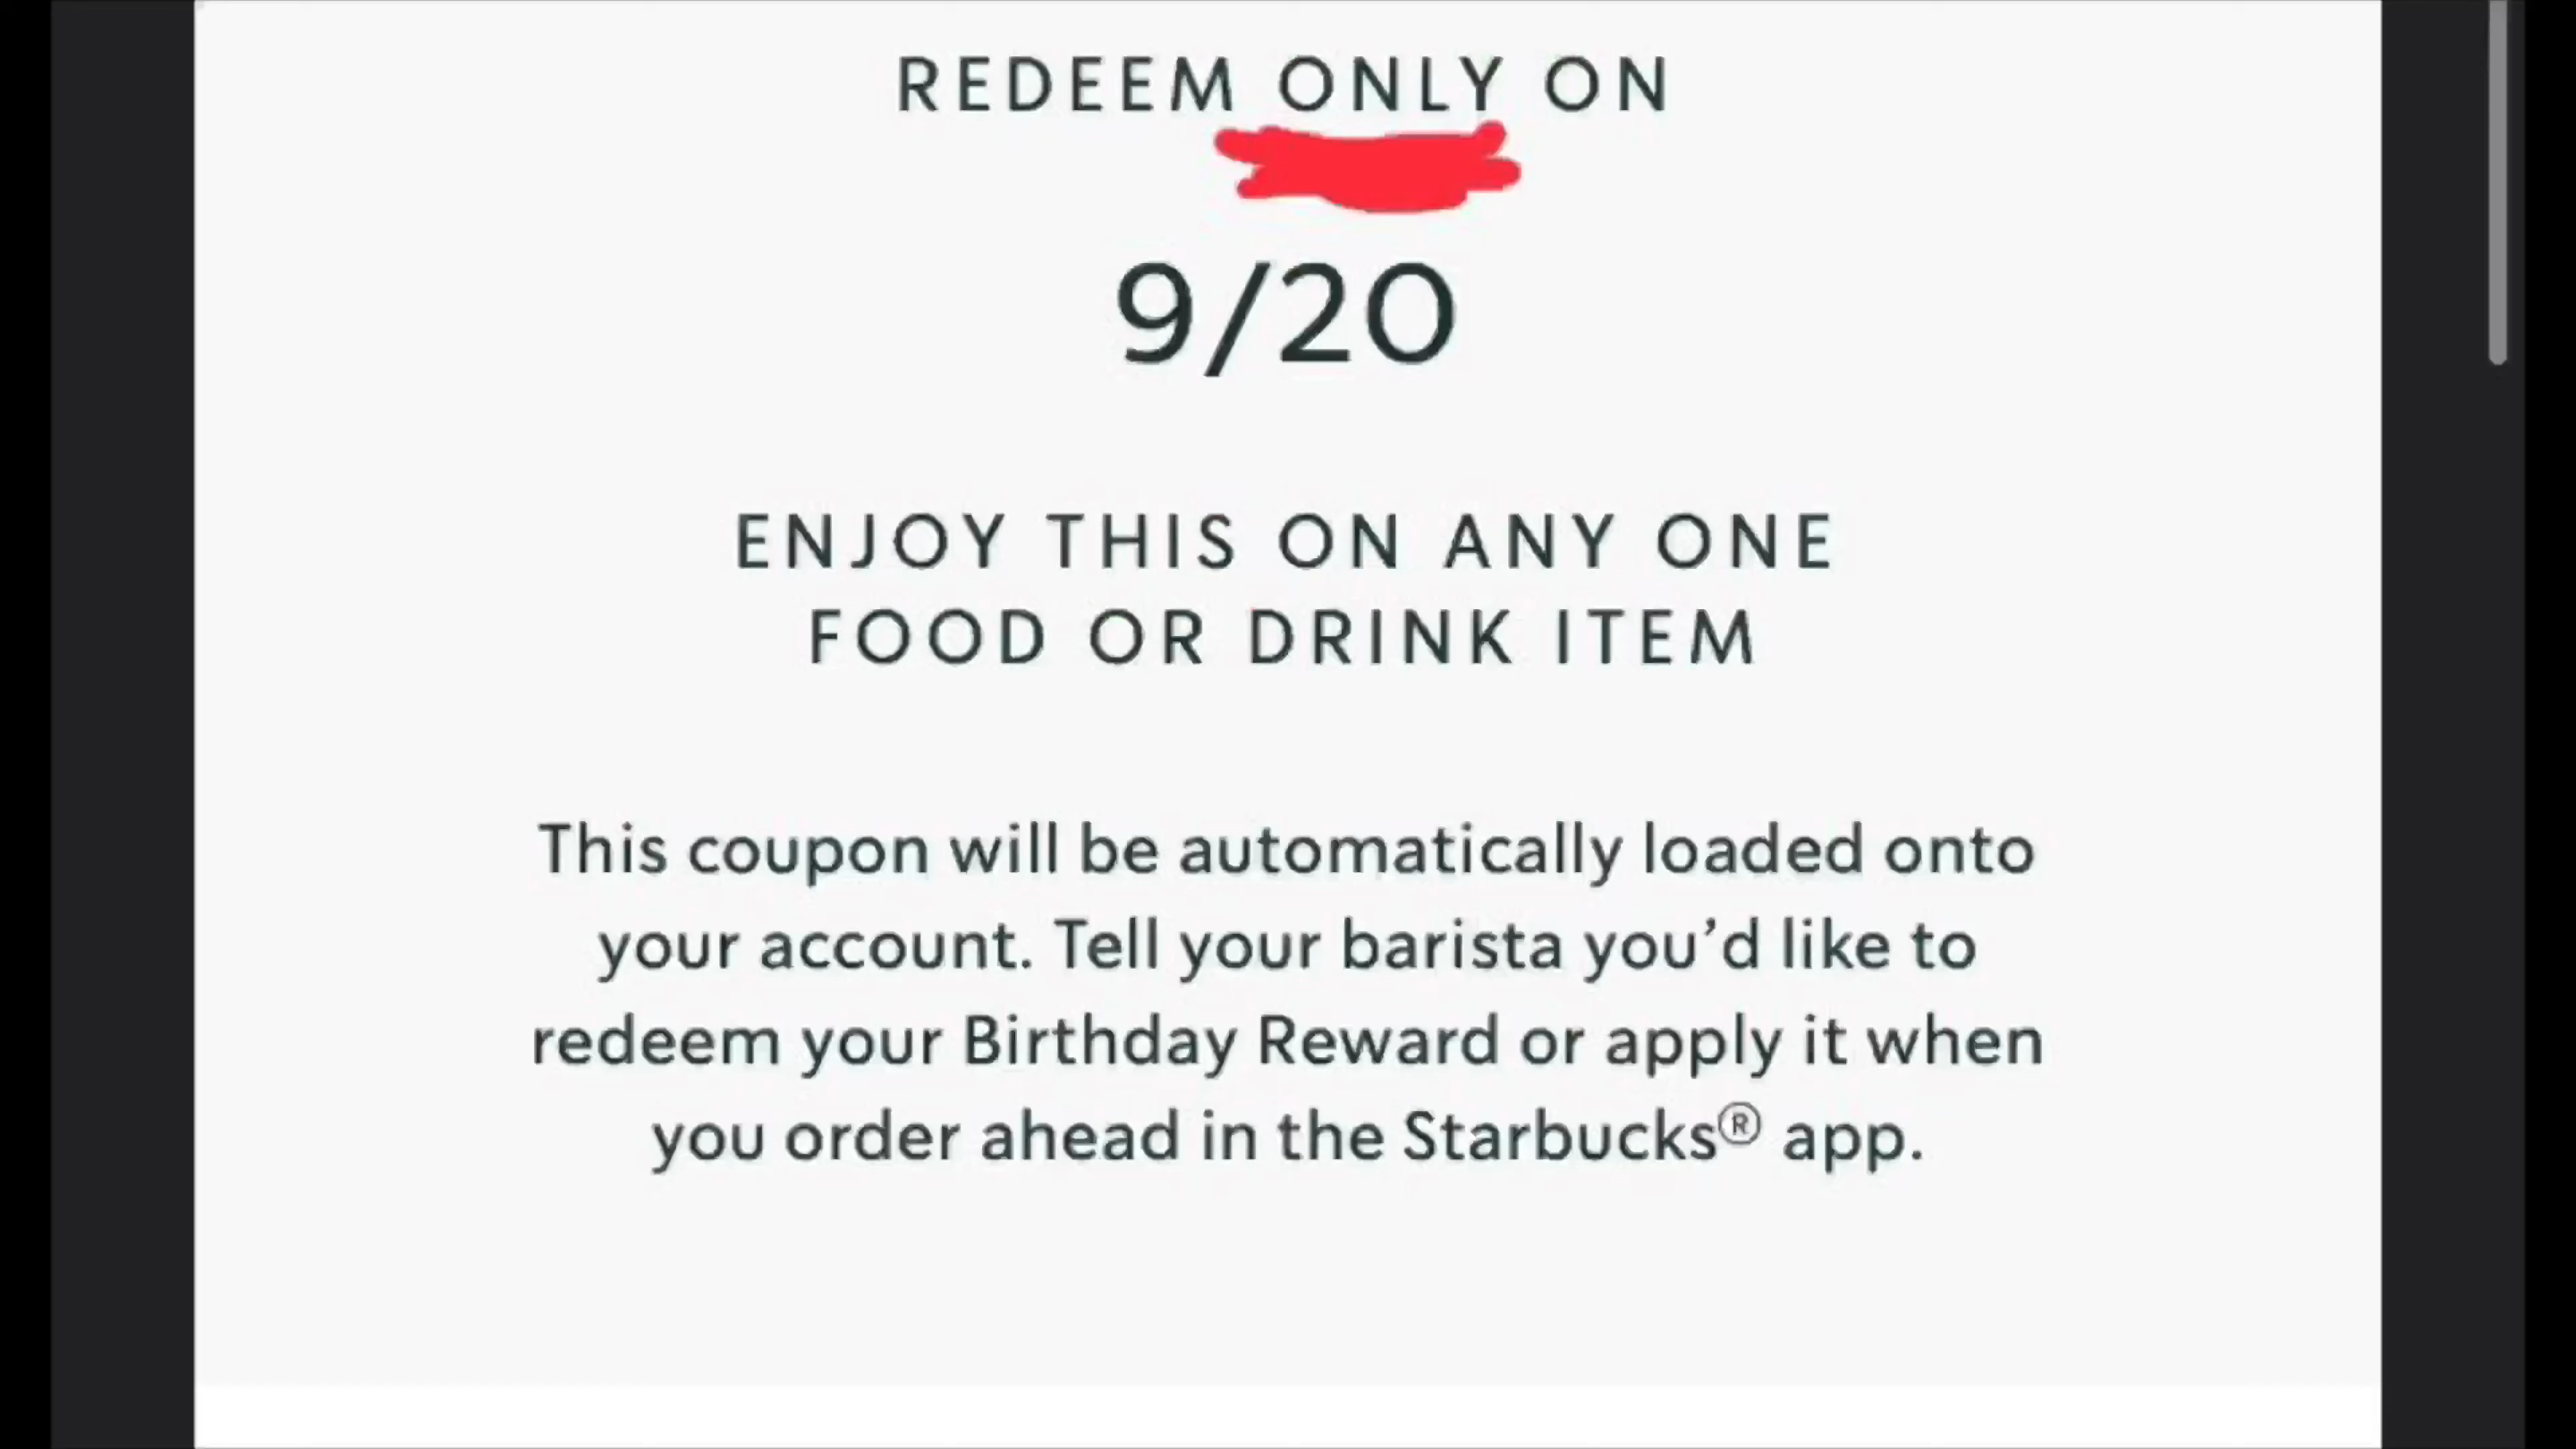 REDEEM ONLY ON
9/20
ENJOY THIS ON ANY ONE
FOOD OR DRINK ITEM
This coupon will be automatically loaded onto
your account. Tell your barista you’d like to
redeem your Birthday Reward or apply it when
you order ahead in the Starbucks® app.